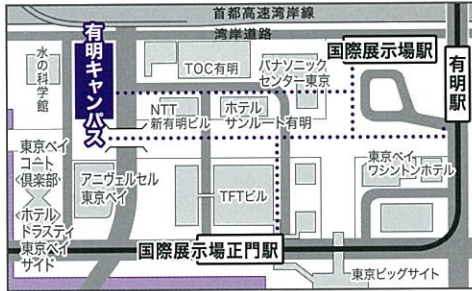 首都高速湾岸線
湾岸道路
有明キャンパス
水の科学館
TOC有明
パナソニック
センター東京
国際展示場駅
有明駅
NTT
新有明ビル
ホテル
サンルート有明
東京ベイ
コート
倶楽部
アニヴェルセル
東京ベイ
東京ベイ
ワシントンホテル
TFTビル
ホテル
ドラスティ
東京ベイ
サイド
国際展示場正門駅
東京ビッグサイト